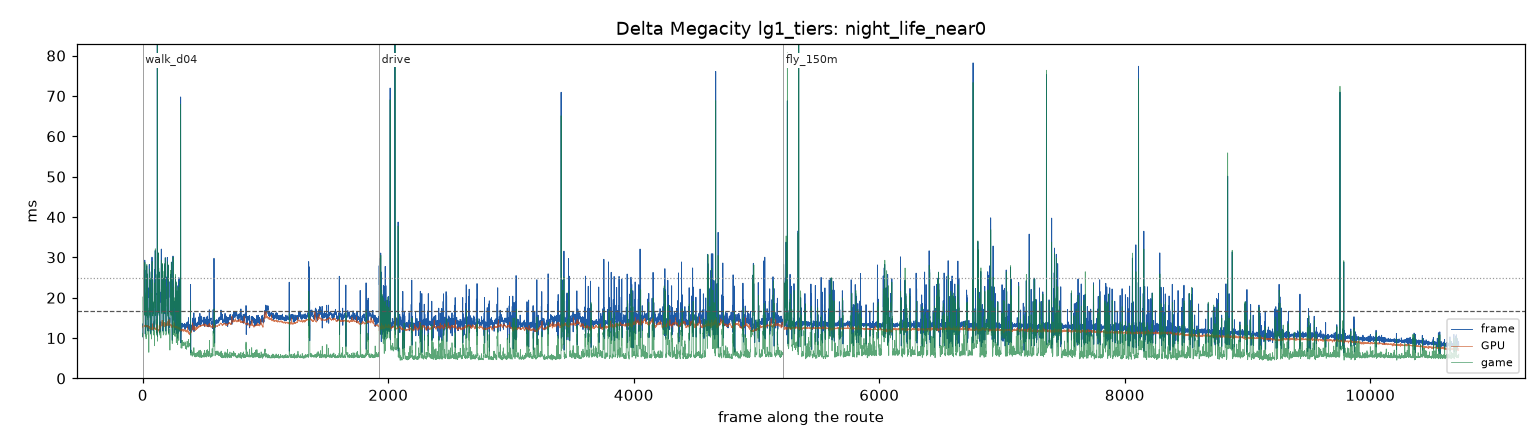 Delta Megacity lg1_tiers: night_life_near0
walk_d04
drive
fly_150m
80
70
60
50
40
30
20
10
0
ms
0
2000
4000
6000
8000
10000
frame along the route
frame
GPU
game